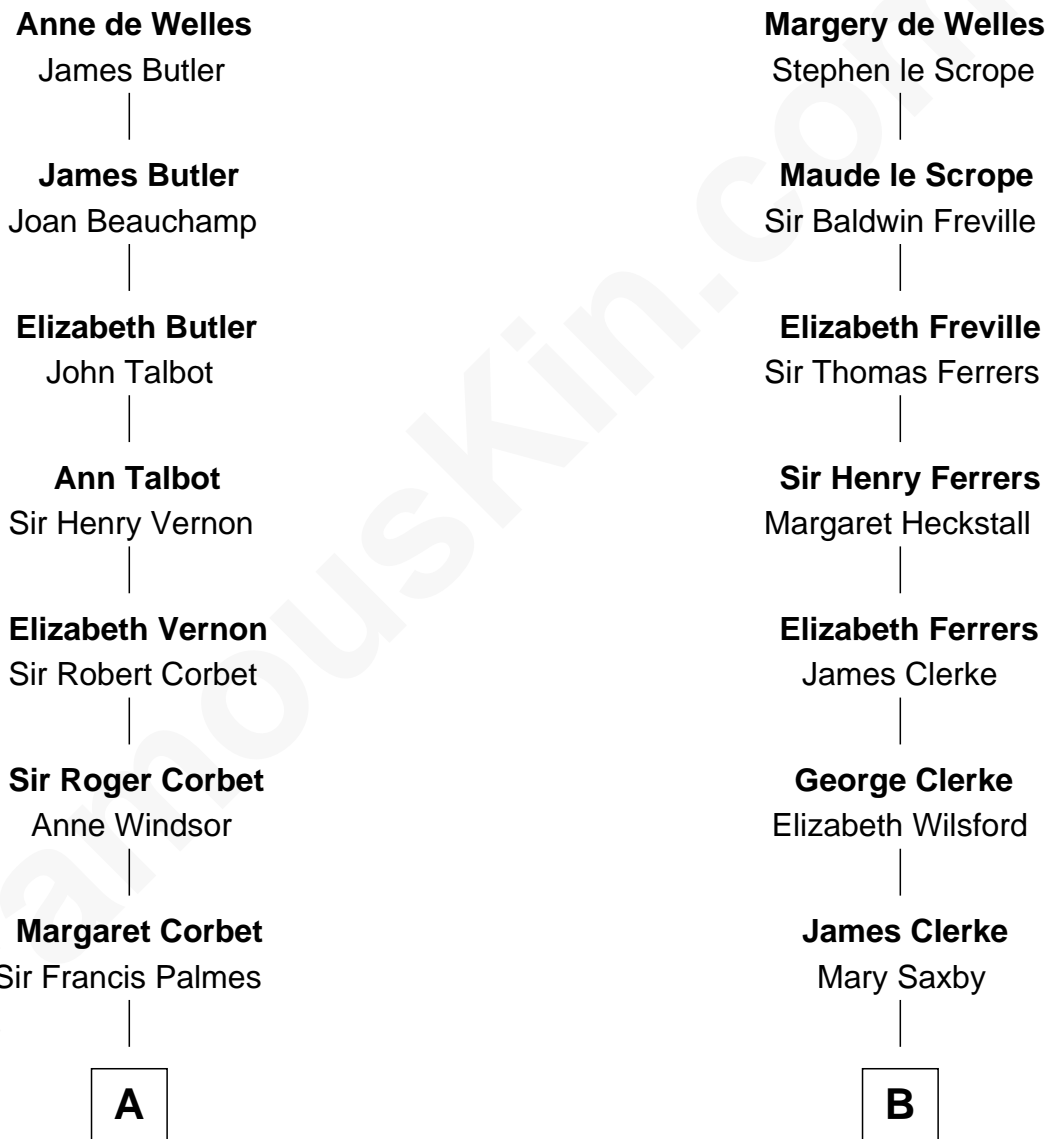 Anne de Welles
James Butler
James Butler
Joan Beauchamp
Elizabeth Butler
John Talbot
Ann Talbot
Sir Henry Vernon
Elizabeth Vernon
Sir Robert Corbet
Sir Roger Corbet
Anne Windsor
Margaret Corbet
Sir Francis Palmes
A
Margery de Welles
Stephen le Scrope
Maude le Scrope
Sir Baldwin Freville
Elizabeth Freville
Sir Thomas Ferrers
Sir Henry Ferrers
Margaret Heckstall
Elizabeth Ferrers
James Clerke
George Clerke
Elizabeth Wilsford
James Clerke
Mary Saxby
B
amouskin.com